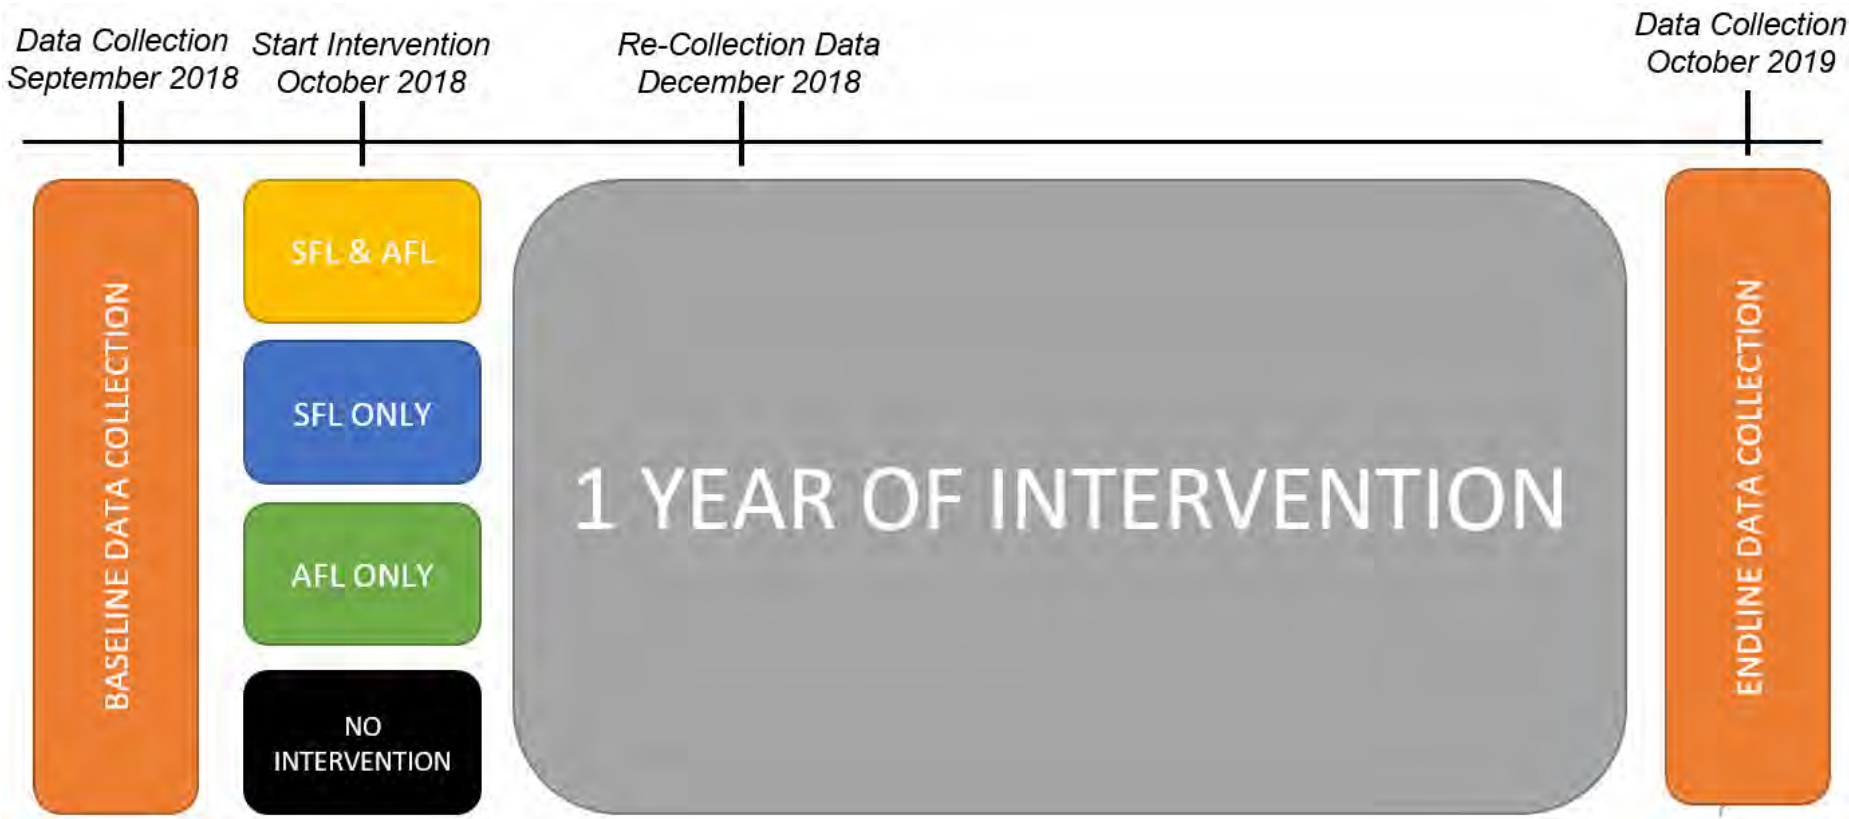 Data Collection
September 2018
Start Intervention
October 2018
Re-Collection Data
December 2018
Data Collection
October 2019
BASELINE DATA COLLECTION
SFL & AFL
SFL ONLY
AFL ONLY
NO
INTERVENTION
1 YEAR OF INTERVENTION
ENDLINE DATA COLLECTION